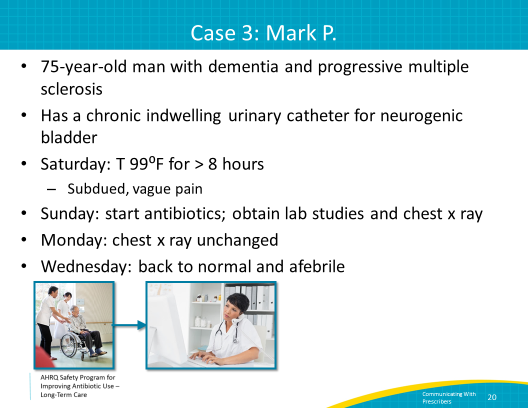 Case 3: Mark P.
• 75-year-old man with dementia and progressive multiple
sclerosis
• Has a chronic indwelling urinary catheter for neurogenic
bladder
• Saturday: T 99⁰F for > 8 hours
– Subdued, vague pain
• Sunday: start antibiotics; obtain lab studies and chest x ray
• Monday: chest x ray unchanged
• Wednesday: back to normal and afebrile
AHRQ Safety Program for
Improving Antibiotic Use –
Long-Term Care
Communicating With
Prescribers
20